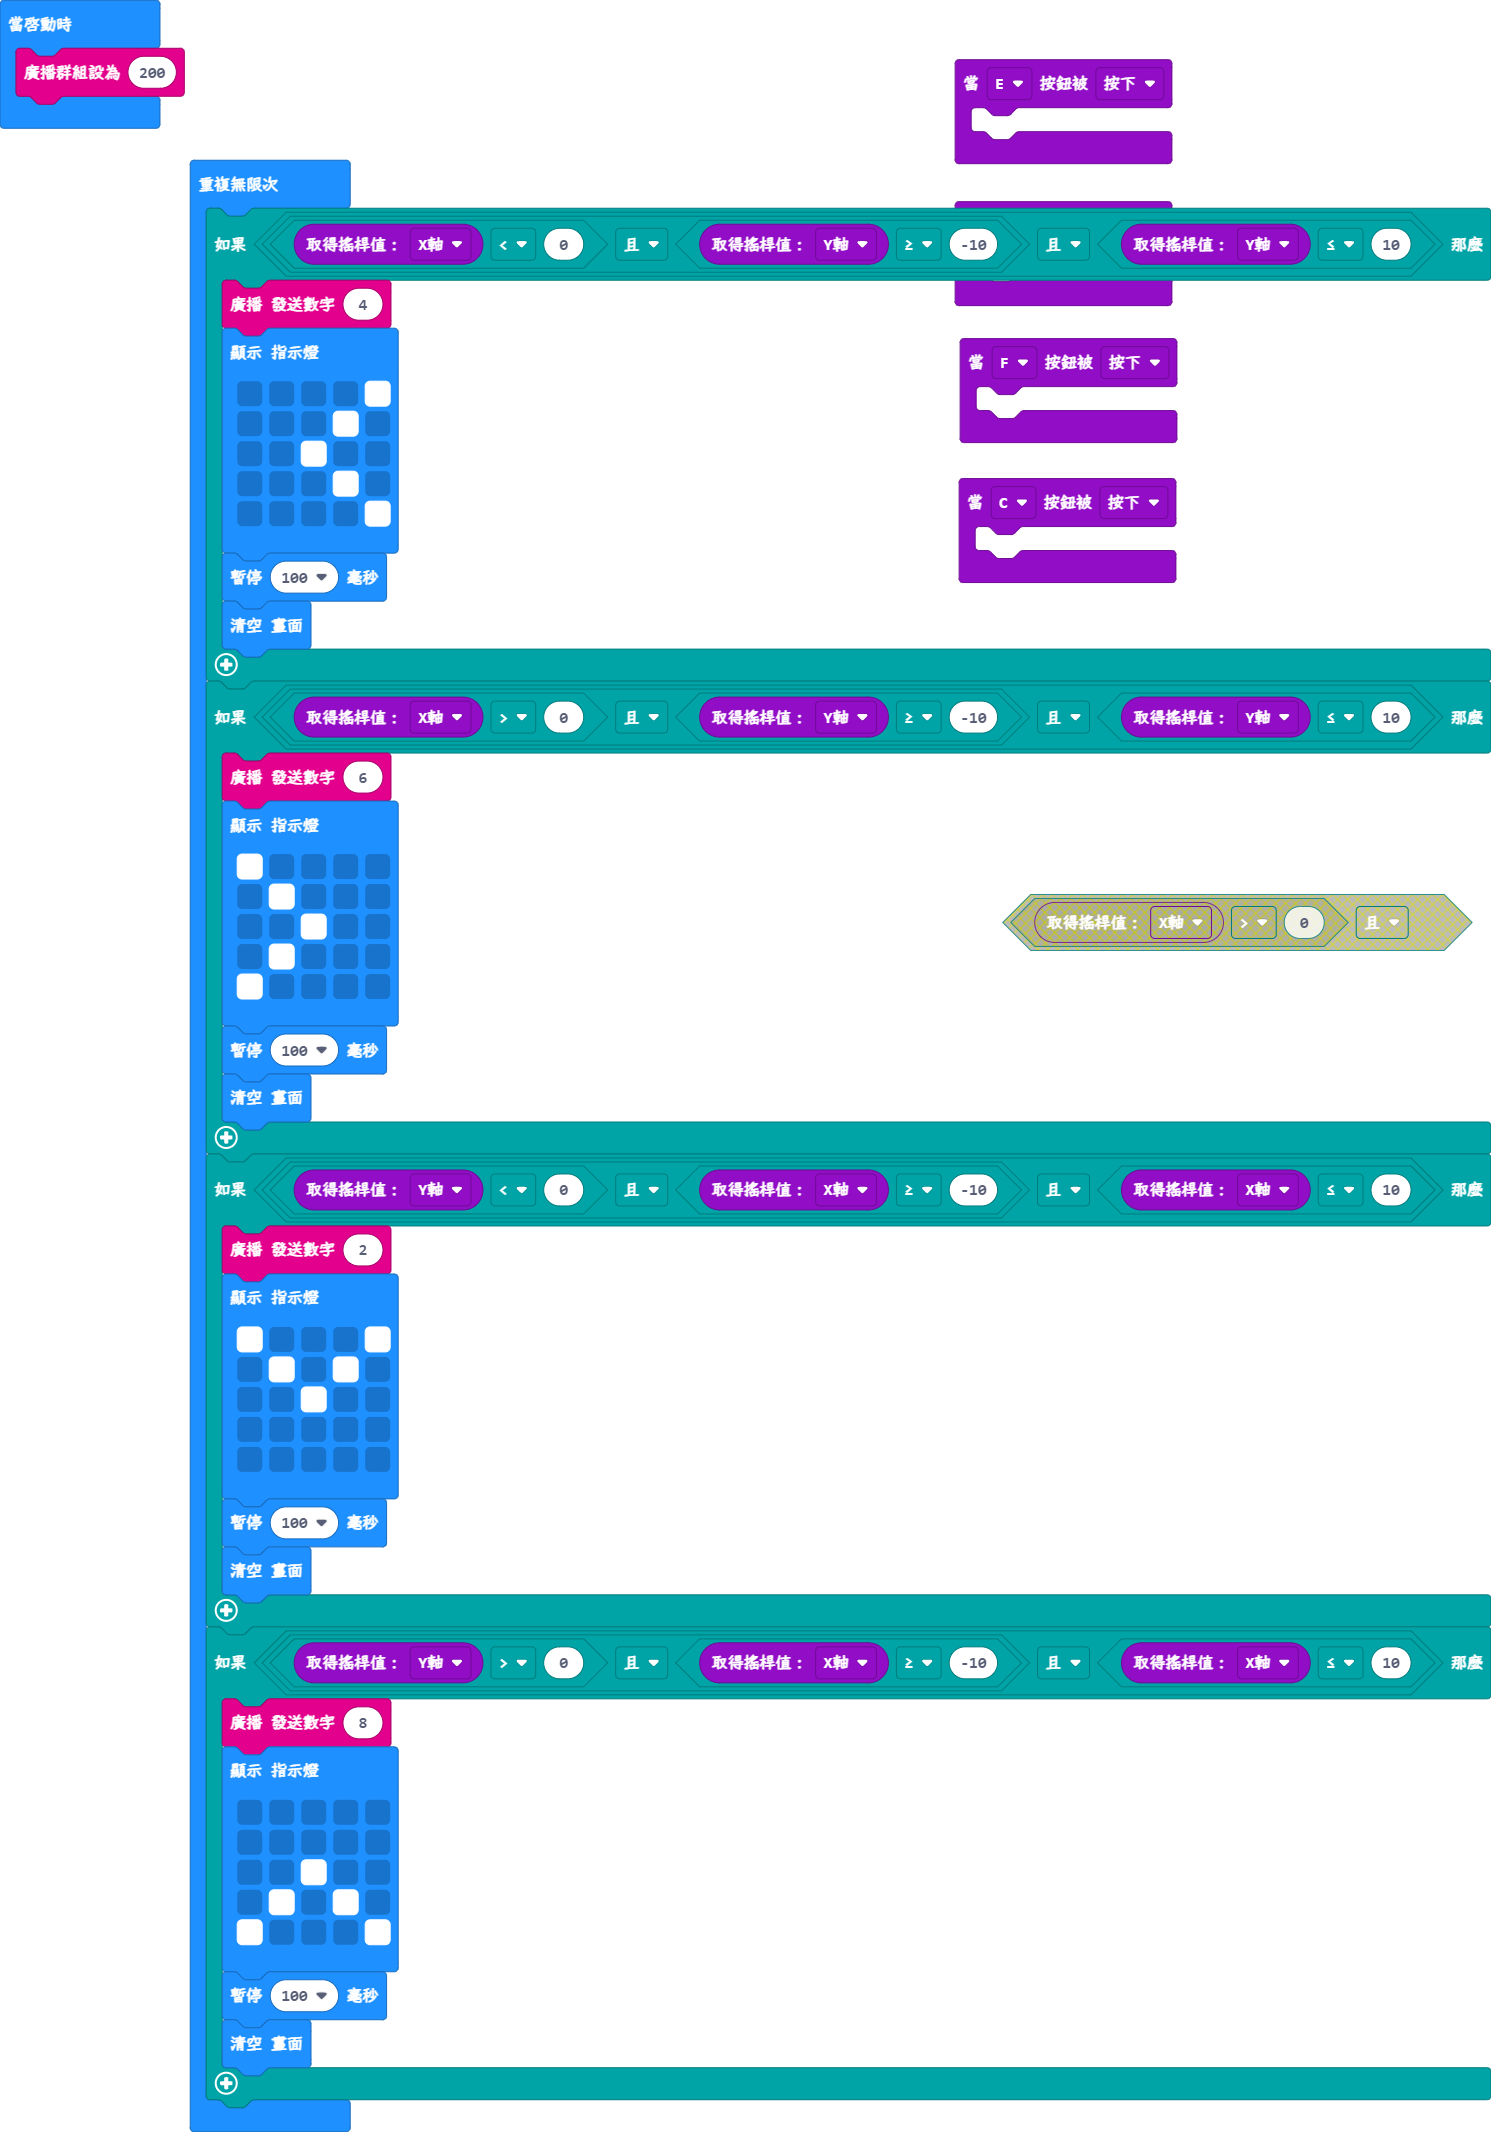 當啓動時
廣播群組設為 200
當 E 按鈕被 按下
重複無限次
如果 取得搖桿值： X軸 < 0 且 取得搖桿值： Y軸 ≥ -10 且 取得搖桿值： Y軸 ≤ 10 那麼
廣播 發送數字 4
顯示 指示燈
當 F 按鈕被 按下
當 C 按鈕被 按下
暫停 100 毫秒
清空 畫面
如果 取得搖桿值： X軸 > 0 且 取得搖桿值： Y軸 ≥ -10 且 取得搖桿值： Y軸 ≤ 10 那麼
廣播 發送數字 6
顯示 指示燈
取得搖桿值： X軸 > 0 且
暫停 100 毫秒
清空 畫面
如果 取得搖桿值： Y軸 < 0 且 取得搖桿值： X軸 ≥ -10 且 取得搖桿值： X軸 ≤ 10 那麼
廣播 發送數字 2
顯示 指示燈
暫停 100 毫秒
清空 畫面
如果 取得搖桿值： Y軸 > 0 且 取得搖桿值： X軸 ≥ -10 且 取得搖桿值： X軸 ≤ 10 那麼
廣播 發送數字 8
顯示 指示燈
暫停 100 毫秒
清空 畫面